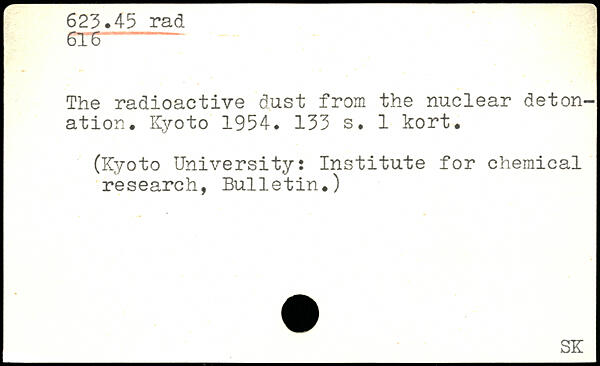 623.45 rad
616
The radioactive dust from the nuclear deton-
ation. Kyoto 1954. 133 s. 1 kort.
(Kyoto University: Institute for chemical
research, Bulletin.)
SK